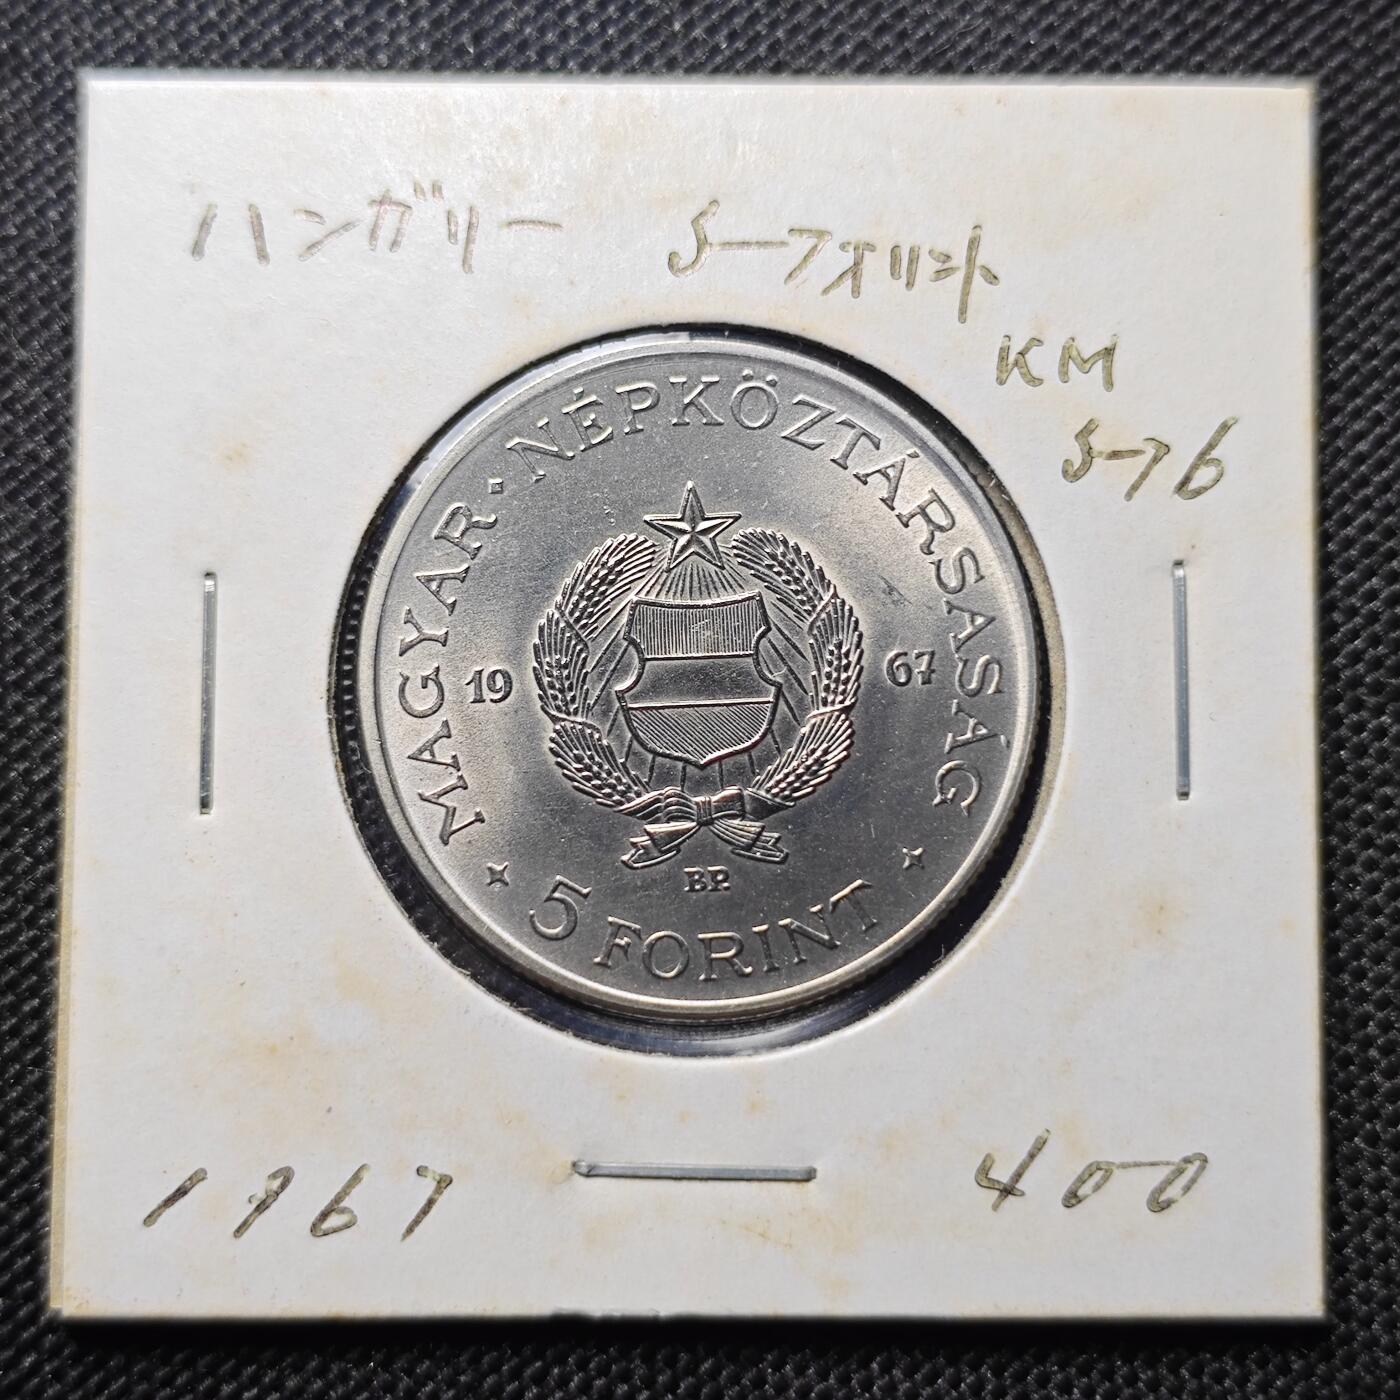 ハンガリー 5フォリント
KM
576
MAGYAR · NÉPKÖZTÁRSASÁG
19 67
BP.
5 FORINT
1967 400